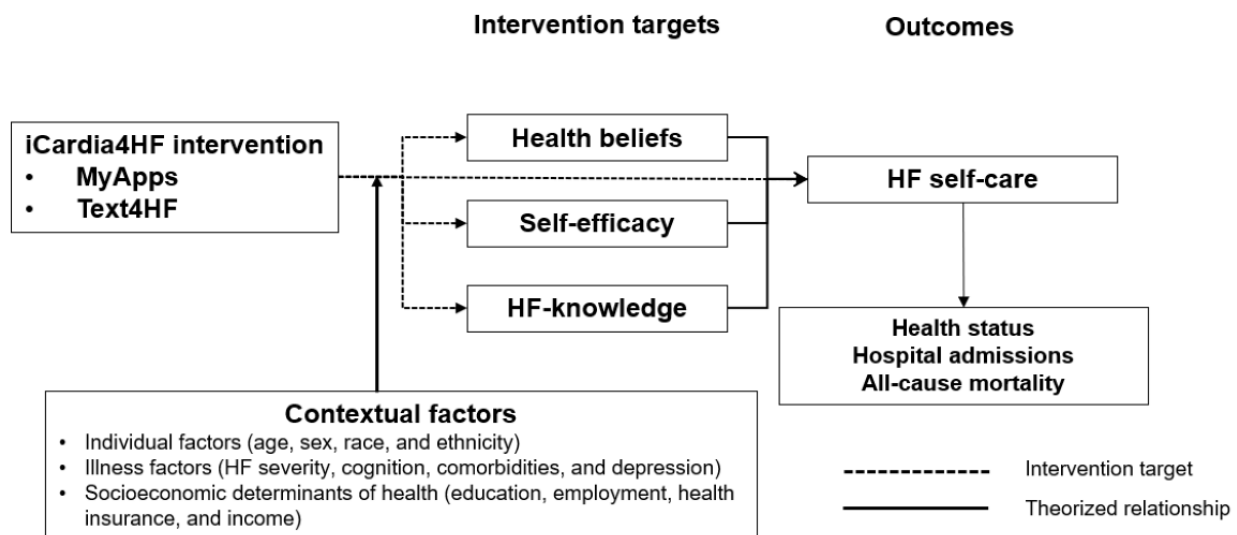 Intervention targets
Outcomes
iCardia4HF intervention
• MyApps
• Text4HF
Health beliefs
Self-efficacy
HF-knowledge
HF self-care
Health status
Hospital admissions
All-cause mortality
Contextual factors
• Individual factors (age, sex, race, and ethnicity)
• Illness factors (HF severity, cognition, comorbidities, and depression)
• Socioeconomic determinants of health (education, employment, health
insurance, and income)
Intervention target
Theorized relationship